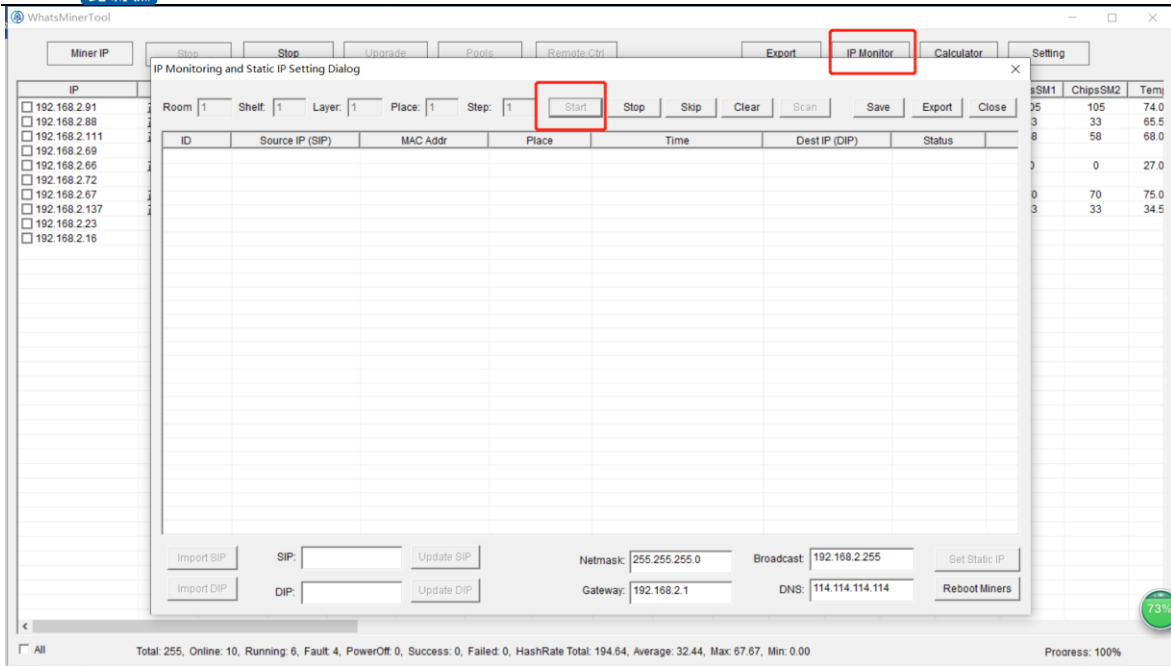 WhatsMinerTool
Miner IP Stop Stop Upgrade Pools Remote Ctrl Export IP Monitor Calculator Setting
IP Monitoring and Static IP Setting Dialog
IP ChipsSM2
Room 1 Shelf: 1 Layer: 1 Place: 1 Step: 1 Start Stop Skip Clear Scan Save Export Close
ID Source IP (SIP) MAC Addr Place Time Dest IP (DIP) Status
192.168.2.91 105 74.0
192.168.2.88 33 65.5
192.168.2.111 58 68.0
192.168.2.69
192.168.2.66 0 27.0
192.168.2.72
192.168.2.67 70 75.0
192.168.2.137 33 34.5
192.168.2.23
192.168.2.16
Import SIP SIP: Update SIP Netmask: 255.255.255.0 Broadcast: 192.168.2.255 Set Static IP
Import DIP DIP: Update DIP Gateway: 192.168.2.1 DNS: 114.114.114.114 Reboot Miners
73%
All Total: 255, Online: 10, Running: 6, Fault: 4, PowerOff: 0, Success: 0, Failed: 0, HashRate Total: 194.64, Average: 32.44, Max: 67.67, Min: 0.00 Progress: 100%